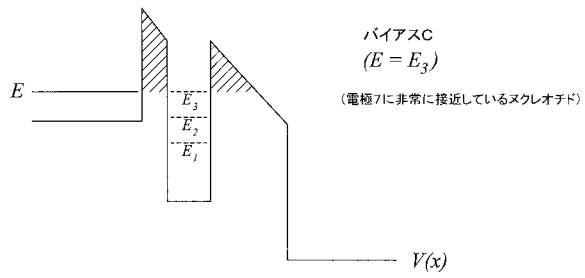 バイアスC
(E = E3)
(電極7に非常に接近しているヌクレオチド)
E
E3
E2
E1
V(x)